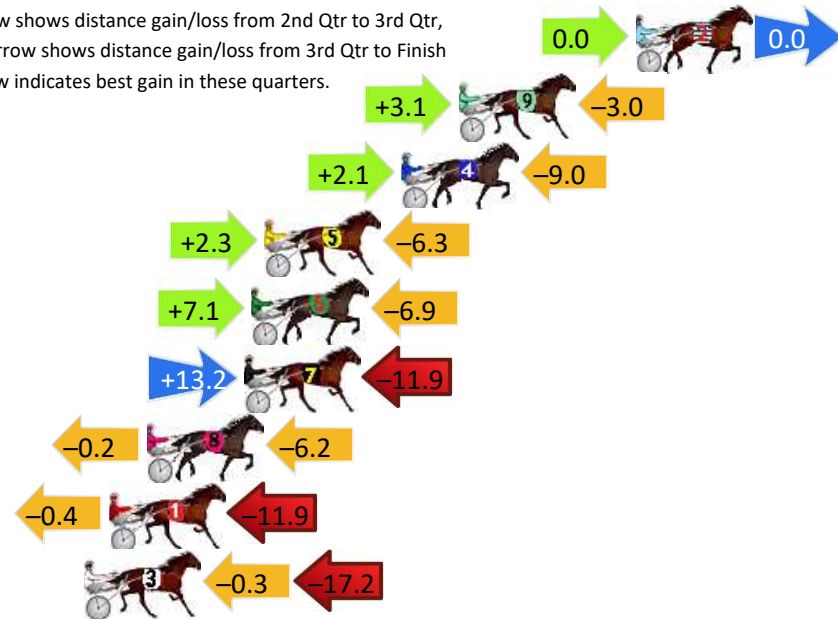 w shows distance gain/loss from 2nd Qtr to 3rd Qtr,
rrow shows distance gain/loss from 3rd Qtr to Finish
w indicates best gain in these quarters.
0.0 2 0.0
+3.1 9 –3.0
+2.1 4 –9.0
+2.3 5 –6.3
+7.1 6 –6.9
+13.2 7 –11.9
–0.2 8 –6.2
–0.4 1 –11.9
3 –0.3 –17.2